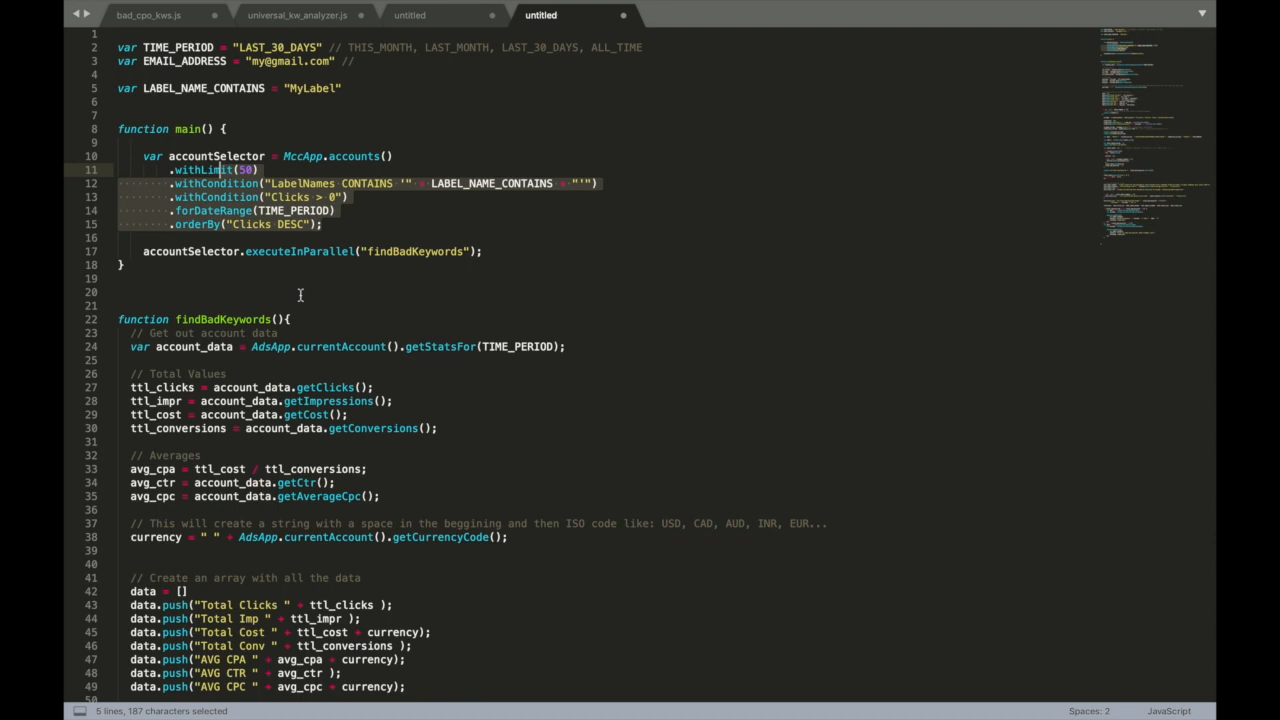 bad_cpo_kws.js
universal_kw_analyzer.js
untitled
untitled
1
2 var TIME_PERIOD = "LAST_30_DAYS" // THIS_MONTH, LAST_MONTH, LAST_30_DAYS, ALL_TIME
3 var EMAIL_ADDRESS = "my@gmail.com" //
4
5 var LABEL_NAME_CONTAINS = "MyLabel"
6
7
8 function main() {
9
10 var accountSelector = MccApp.accounts()
11 .withLimit(50)
12 .withCondition("LabelNames CONTAINS '" + LABEL_NAME_CONTAINS + "'")
13 .withCondition("Clicks > 0")
14 .forDateRange(TIME_PERIOD)
15 .orderBy("Clicks DESC");
16
17 accountSelector.executeInParallel("findBadKeywords");
18 }
19
20
21
22 function findBadKeywords(){
23 // Get out account data
24 var account_data = AdsApp.currentAccount().getStatsFor(TIME_PERIOD);
25
26 // Total Values
27 ttl_clicks = account_data.getClicks();
28 ttl_impr = account_data.getImpressions();
29 ttl_cost = account_data.getCost();
30 ttl_conversions = account_data.getConversions();
31
32 // Averages
33 avg_cpa = ttl_cost / ttl_conversions;
34 avg_ctr = account_data.getCtr();
35 avg_cpc = account_data.getAverageCpc();
36
37 // This will create a string with a space in the beggining and then ISO code like: USD, CAD, AUD, INR, EUR...
38 currency = " " + AdsApp.currentAccount().getCurrencyCode();
39
40
41 // Create an array with all the data
42 data = []
43 data.push("Total Clicks " + ttl_clicks );
44 data.push("Total Imp " + ttl_impr );
45 data.push("Total Cost " + ttl_cost + currency);
46 data.push("Total Conv " + ttl_conversions );
47 data.push("AVG CPA " + avg_cpa + currency);
48 data.push("AVG CTR " + avg_ctr );
49 data.push("AVG CPC " + avg_cpc + currency);
50
5 lines, 187 characters selected
Spaces: 2
JavaScript